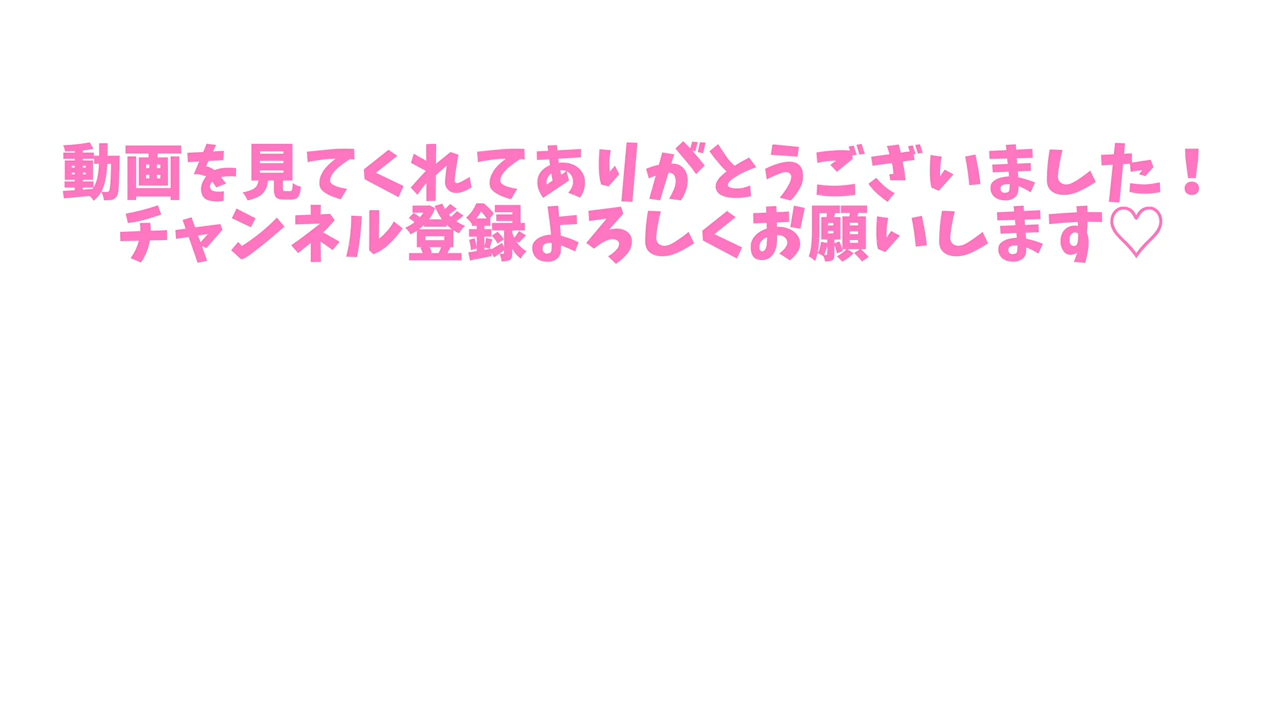 動画を見てくれてありがとうございました！
チャンネル登録よろしくお願いします♡